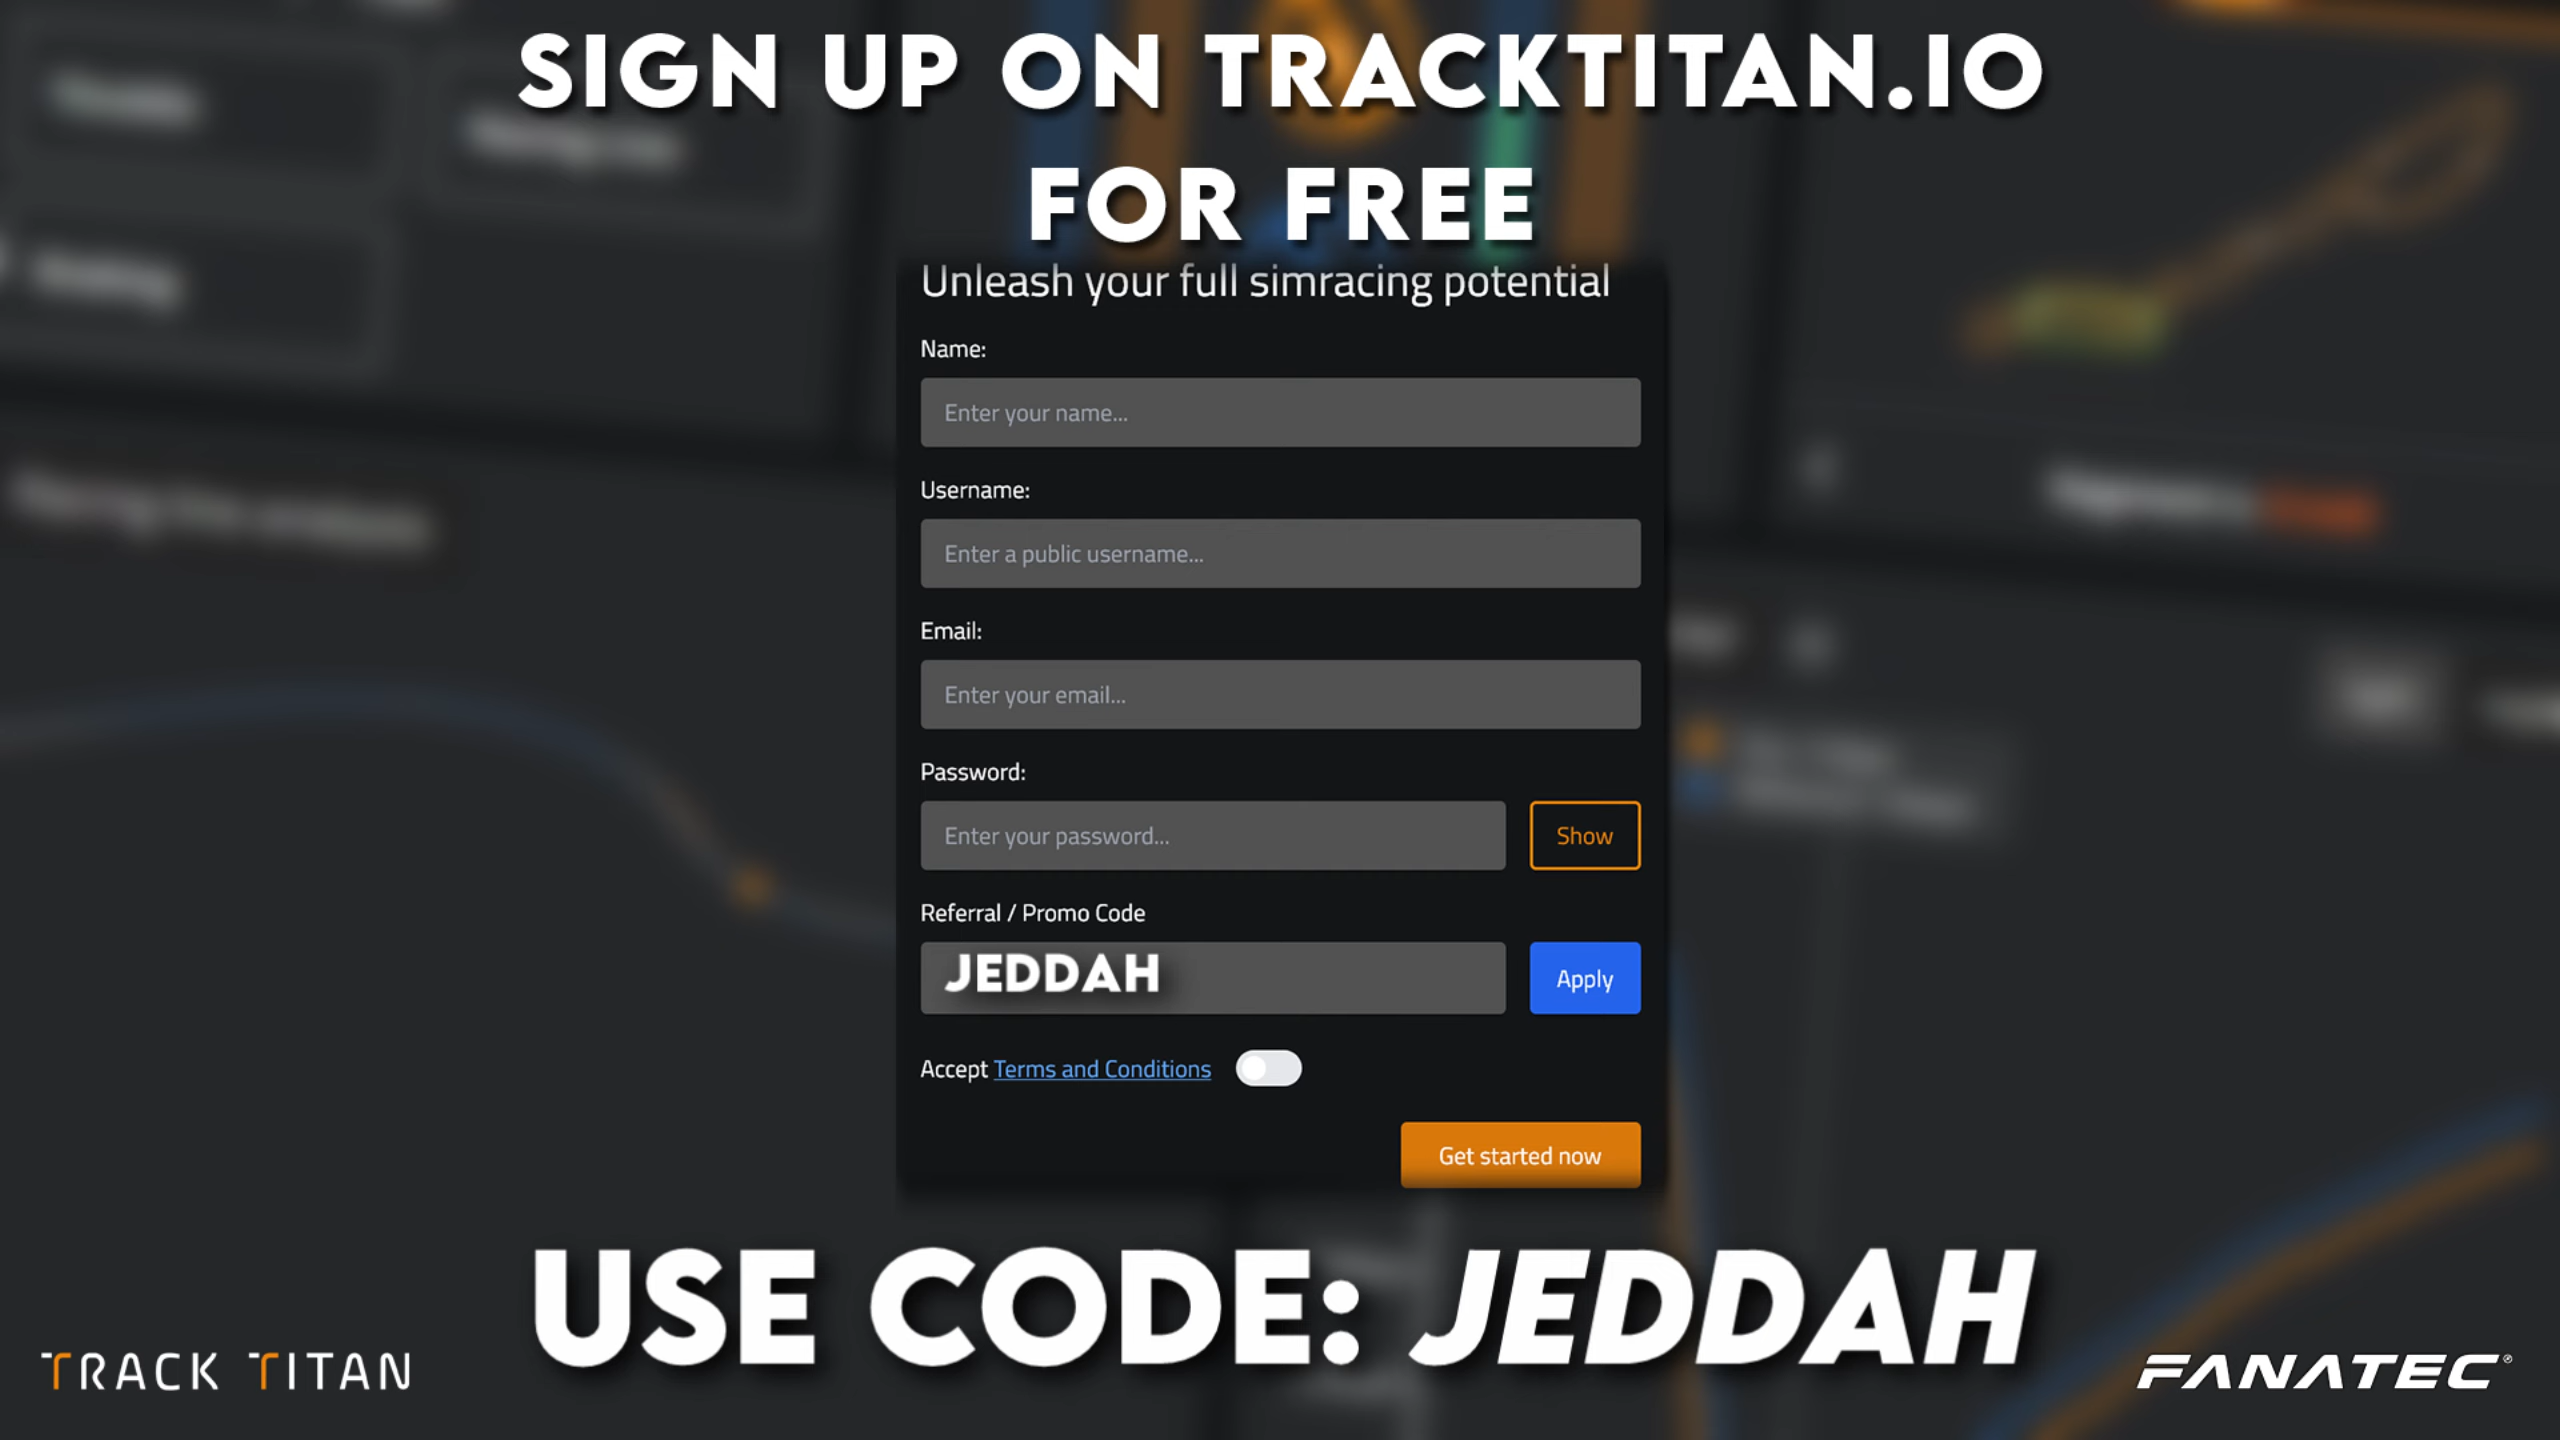 SIGN UP ON TRACKTITAN.IO
FOR FREE
Unleash your full simracing potential
Name:
Enter your name...
Username:
Enter a public username...
Email:
Enter your email...
Password:
Enter your password...
Show
Referral / Promo Code
JEDDAH
Apply
Accept Terms and Conditions
Get started now
USE CODE: JEDDAH
TRACK TITAN
FANATEC®